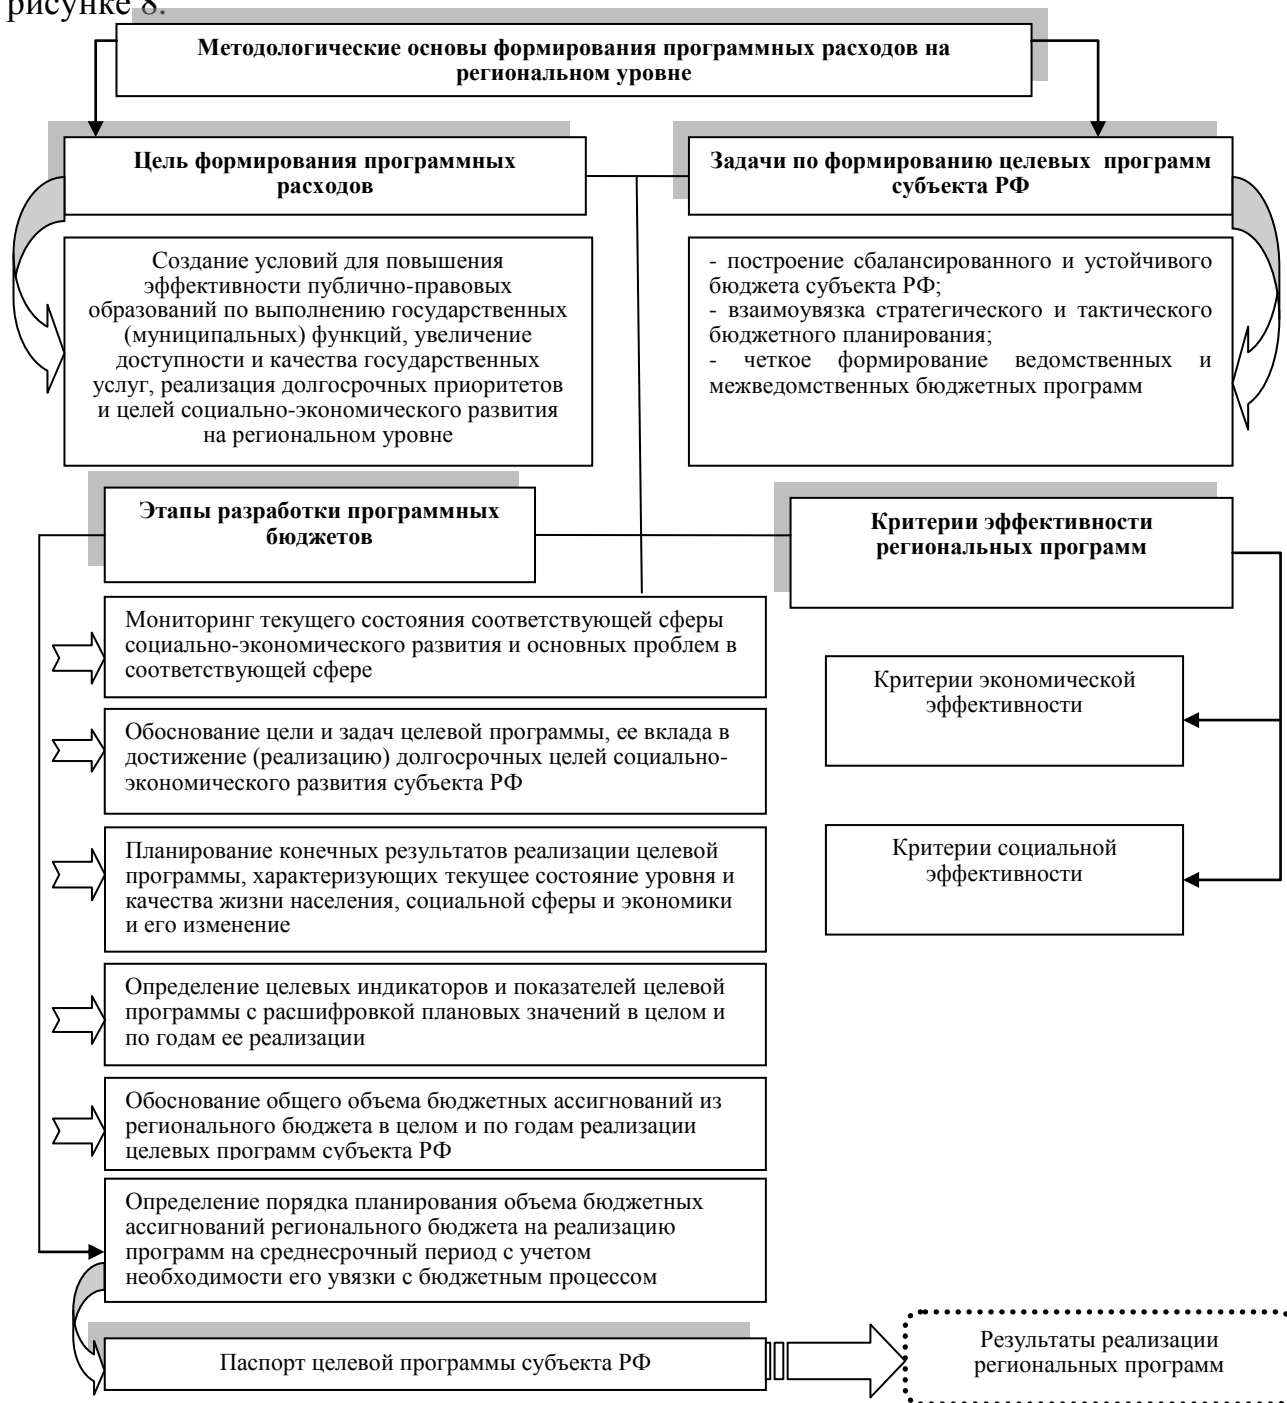 рисунке 8.
Методологические основы формирования программных расходов на
региональном уровне
Цель формирования программных
расходов
Задачи по формированию целевых программ
субъекта РФ
Создание условий для повышения
эффективности публично-правовых
образований по выполнению государственных
(муниципальных) функций, увеличение
доступности и качества государственных
услуг, реализация долгосрочных приоритетов
и целей социально-экономического развития
на региональном уровне
- построение сбалансированного и устойчивого
бюджета субъекта РФ;
- взаимоувязка стратегического и тактического
бюджетного планирования;
- четкое формирование ведомственных и
межведомственных бюджетных программ
Этапы разработки программных
бюджетов
Критерии эффективности
региональных программ
Мониторинг текущего состояния соответствующей сферы
социально-экономического развития и основных проблем в
соответствующей сфере
Обоснование цели и задач целевой программы, ее вклада в
достижение (реализацию) долгосрочных целей социально-
экономического развития субъекта РФ
Планирование конечных результатов реализации целевой
программы, характеризующих текущее состояние уровня и
качества жизни населения, социальной сферы и экономики
и его изменение
Определение целевых индикаторов и показателей целевой
программы с расшифровкой плановых значений в целом и
по годам ее реализации
Обоснование общего объема бюджетных ассигнований из
регионального бюджета в целом и по годам реализации
целевых программ субъекта РФ
Определение порядка планирования объема бюджетных
ассигнований регионального бюджета на реализацию
программ на среднесрочный период с учетом
необходимости его увязки с бюджетным процессом
Критерии экономической
эффективности
Критерии социальной
эффективности
Паспорт целевой программы субъекта РФ
Результаты реализации
региональных программ